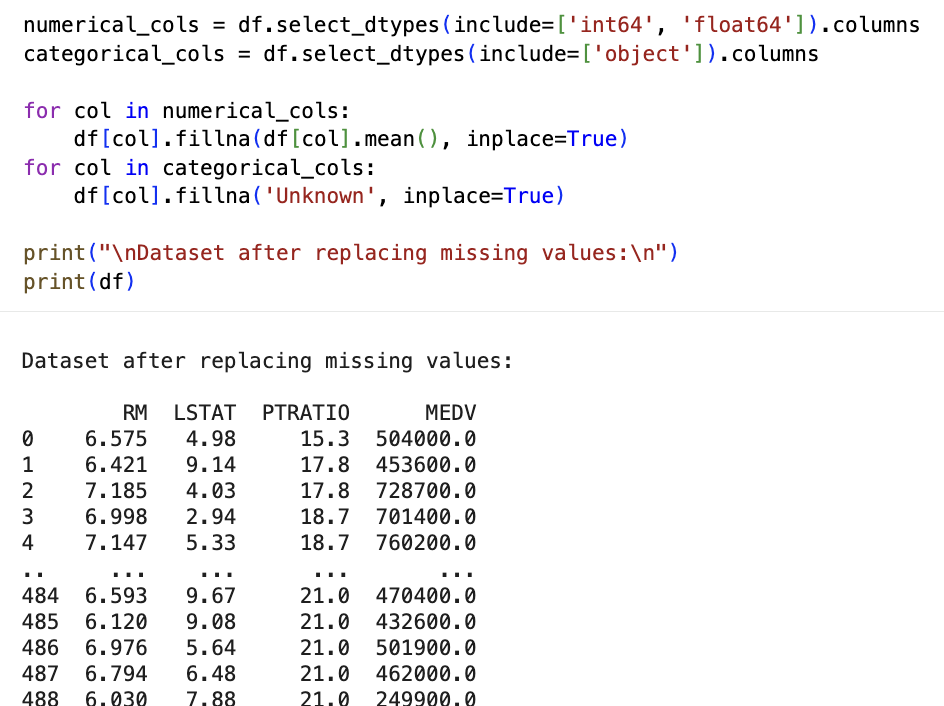 numerical_cols = df.select_dtypes(include=['int64', 'float64']).columns
categorical_cols = df.select_dtypes(include=['object']).columns
for col in numerical_cols:
    df[col].fillna(df[col].mean(), inplace=True)
for col in categorical_cols:
    df[col].fillna('Unknown', inplace=True)
print("\nDataset after replacing missing values:\n")
print(df)
Dataset after replacing missing values:
        RM  LSTAT  PTRATIO      MEDV
0    6.575   4.98     15.3  504000.0
1    6.421   9.14     17.8  453600.0
2    7.185   4.03     17.8  728700.0
3    6.998   2.94     18.7  701400.0
4    7.147   5.33     18.7  760200.0
..     ...    ...      ...       ...
484  6.593   9.67     21.0  470400.0
485  6.120   9.08     21.0  432600.0
486  6.976   5.64     21.0  501900.0
487  6.794   6.48     21.0  462000.0
488  6.030   7.88     21.0  249900.0